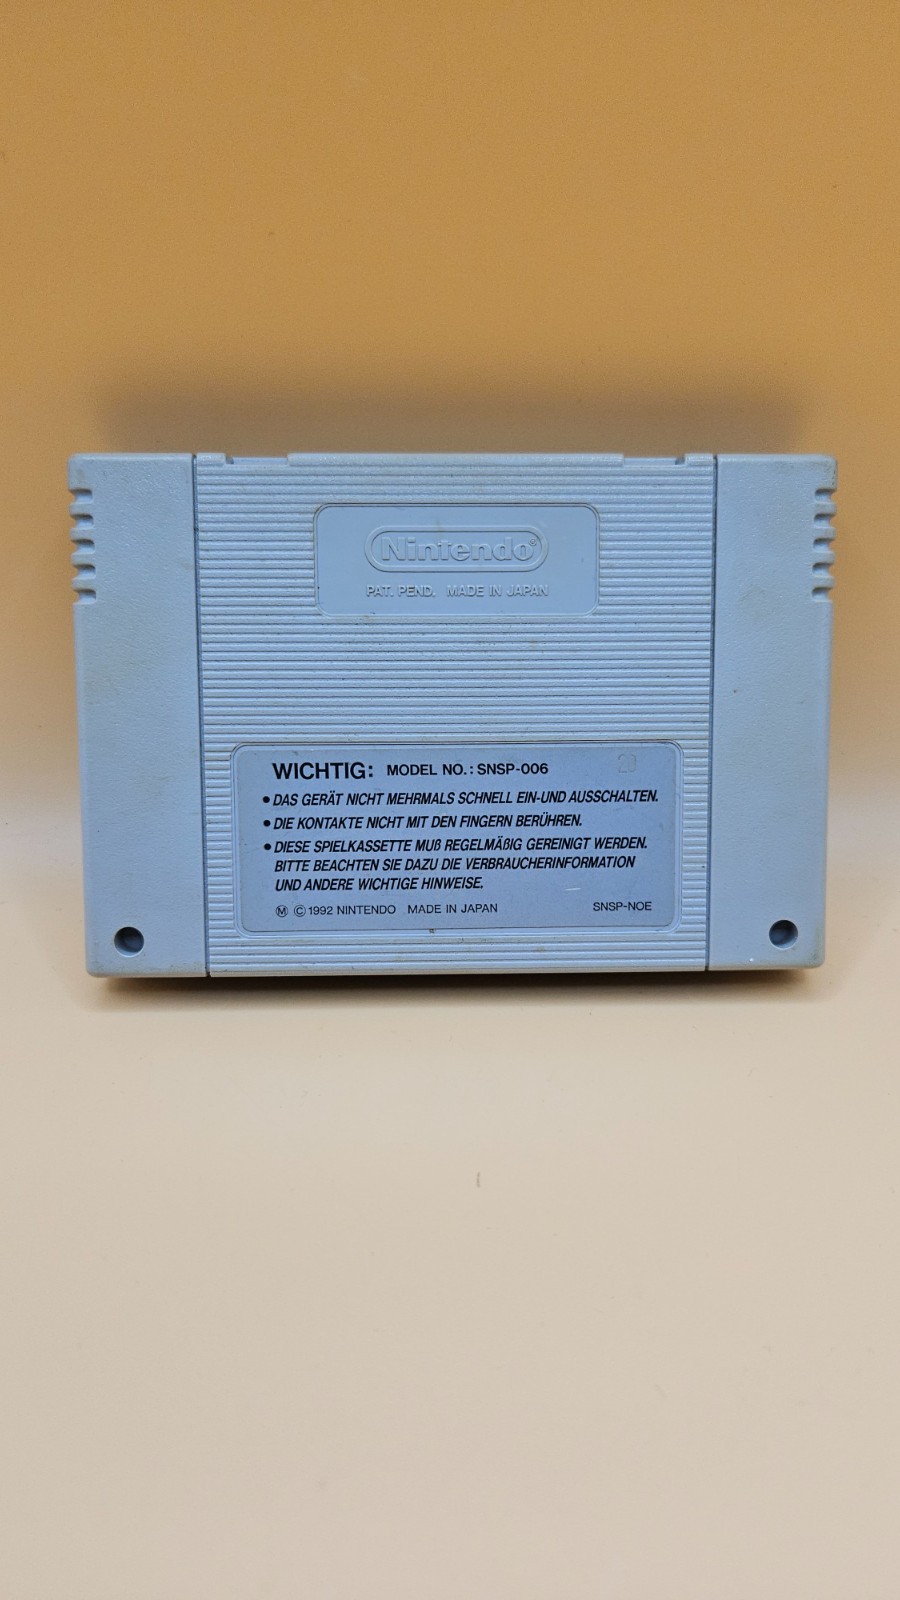 Nintendo®
PAT. PEND. MADE IN JAPAN
WICHTIG: MODEL NO.: SNSP-006 20
• DAS GERÄT NICHT MEHRMALS SCHNELL EIN-UND AUSSCHALTEN.
• DIE KONTAKTE NICHT MIT DEN FINGERN BERÜHREN.
• DIESE SPIELKASSETTE MUß REGELMÄßIG GEREINIGT WERDEN.
BITTE BEACHTEN SIE DAZU DIE VERBRAUCHERINFORMATION
UND ANDERE WICHTIGE HINWEISE.
Ⓜ © 1992 NINTENDO MADE IN JAPAN SNSP-NOE